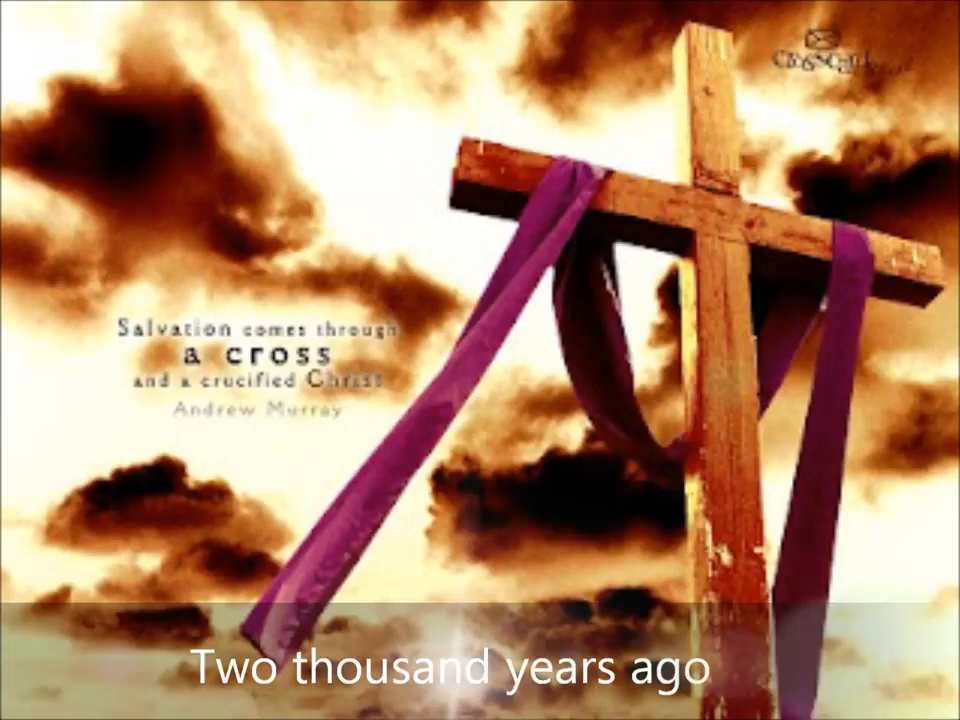 Salvation comes through
a cross
and a crucified Christ
Andrew Murray
Two thousand years ago